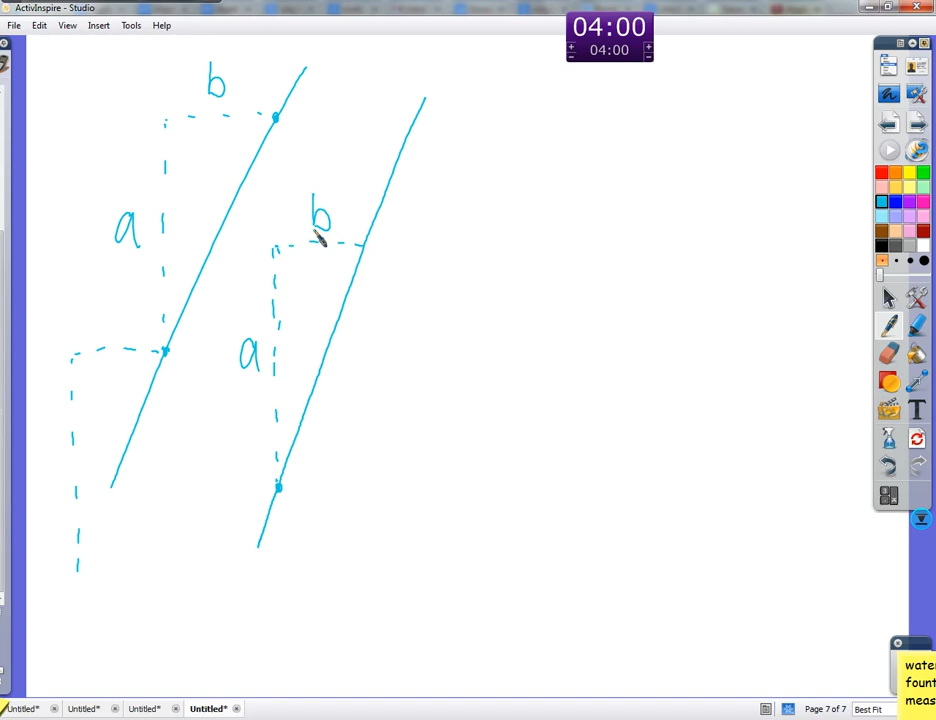 ActivInspire - Studio
File Edit View Insert Tools Help
04:00
04:00
b
a
b
a
water
fount
meas
Untitled* Untitled* Untitled* Untitled*
Page 7 of 7
Best Fit